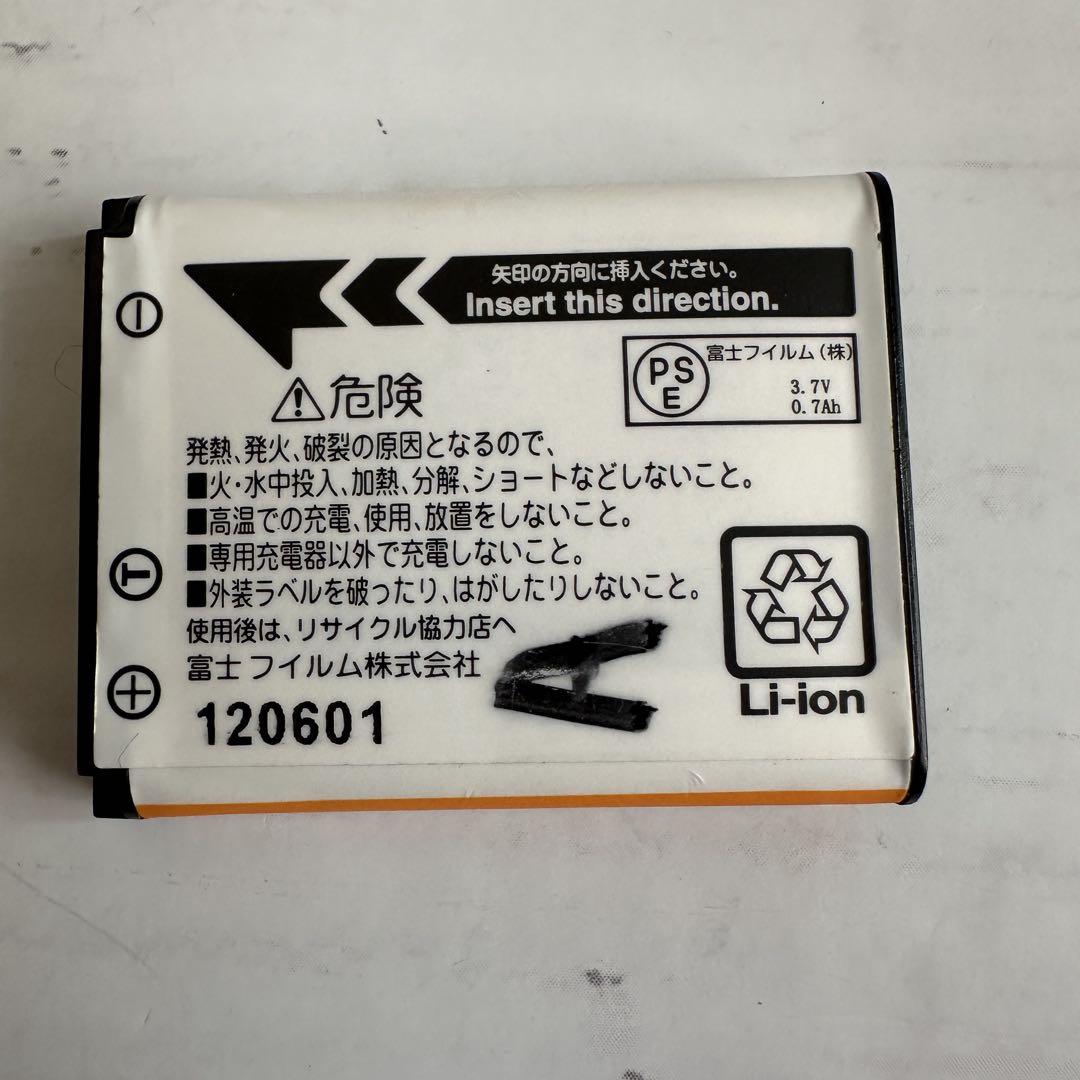 矢印の方向に挿入ください。
Insert this direction.
PS
E
富士フイルム(株)
3.7V
0.7Ah
危険
発熱、発火、破裂の原因となるので、
■火・水中投入、加熱、分解、ショートなどしないこと。
■高温での充電、使用、放置をしないこと。
■専用充電器以外で充電しないこと。
■外装ラベルを破ったり、はがしたりしないこと。
使用後は、リサイクル協力店へ
富士フイルム株式会社
120601
Li-ion
T